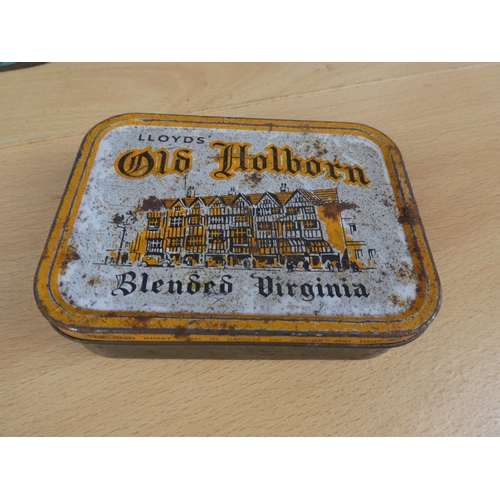 LLOYDS'
Old Holborn
Blended Virginia